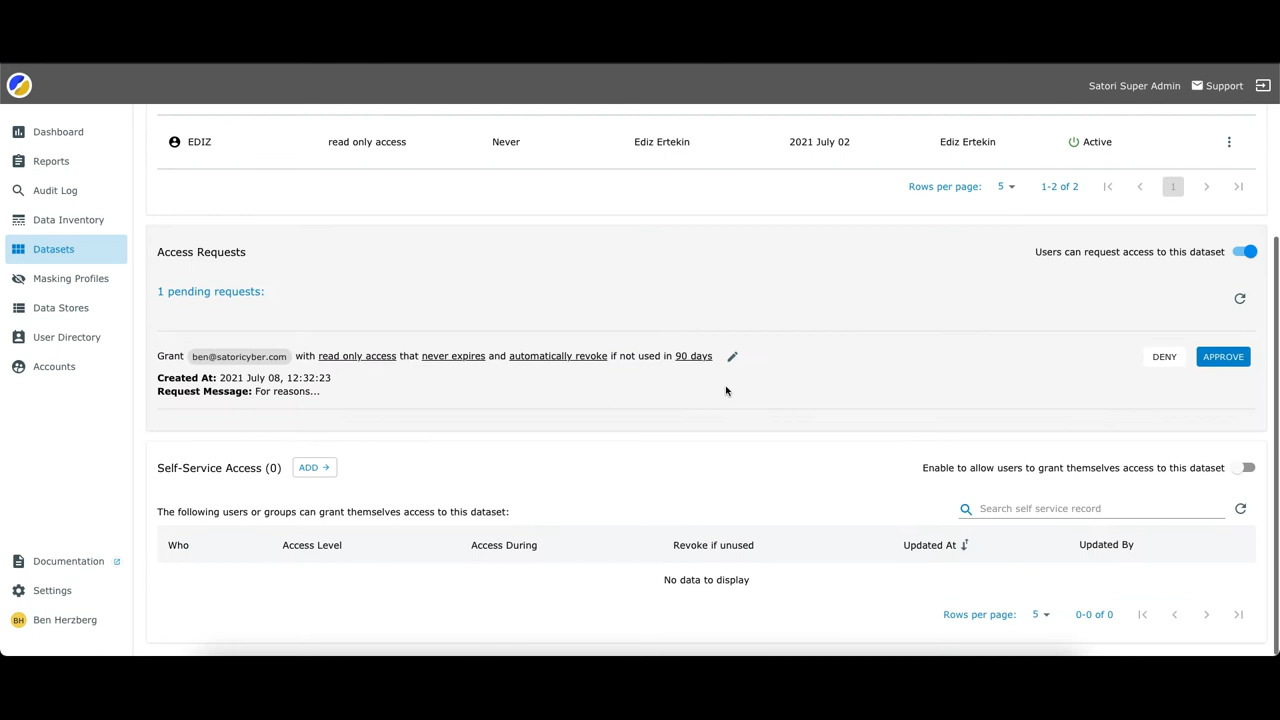 Satori Super Admin Support
Dashboard
Reports
Audit Log
Data Inventory
Datasets
Masking Profiles
Data Stores
User Directory
Accounts
Documentation
Settings
BH Ben Herzberg
EDIZ read only access Never Ediz Ertekin 2021 July 02 Ediz Ertekin Active
Rows per page: 5 1-2 of 2 1
Access Requests Users can request access to this dataset
1 pending requests:
Grant ben@satoricyber.com with read only access that never expires and automatically revoke if not used in 90 days DENY APPROVE
Created At: 2021 July 08, 12:32:23
Request Message: For reasons...
Self-Service Access (0) ADD → Enable to allow users to grant themselves access to this dataset
The following users or groups can grant themselves access to this dataset: Search self service record
Who Access Level Access During Revoke if unused Updated At Updated By
No data to display
Rows per page: 5 0-0 of 0